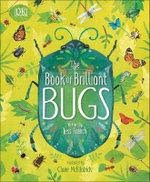 DK
The
Book of Brilliant
BUGS
Written by
Jess French
Illustrated by
Claire McElfatrick